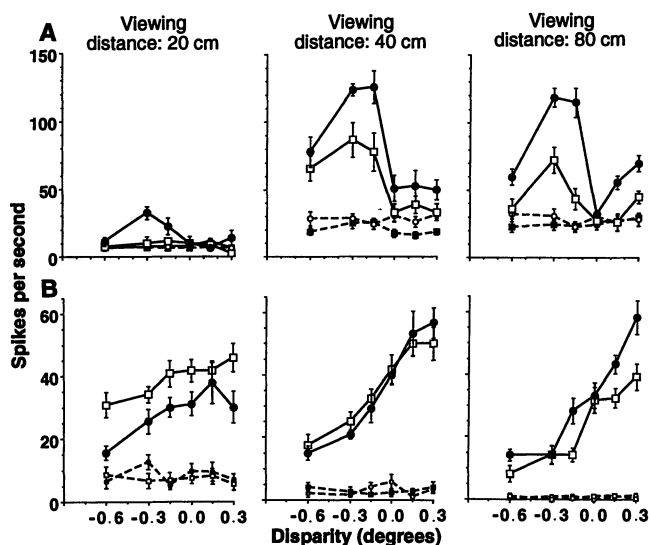 A
Viewing
distance: 20 cm
Viewing
distance: 40 cm
Viewing
distance: 80 cm
150
100
50
0
Spikes per second
B
60
40
20
0
-0.6 -0.3 0.0 0.3
-0.6 -0.3 0.0 0.3
-0.6 -0.3 0.0 0.3
Disparity (degrees)